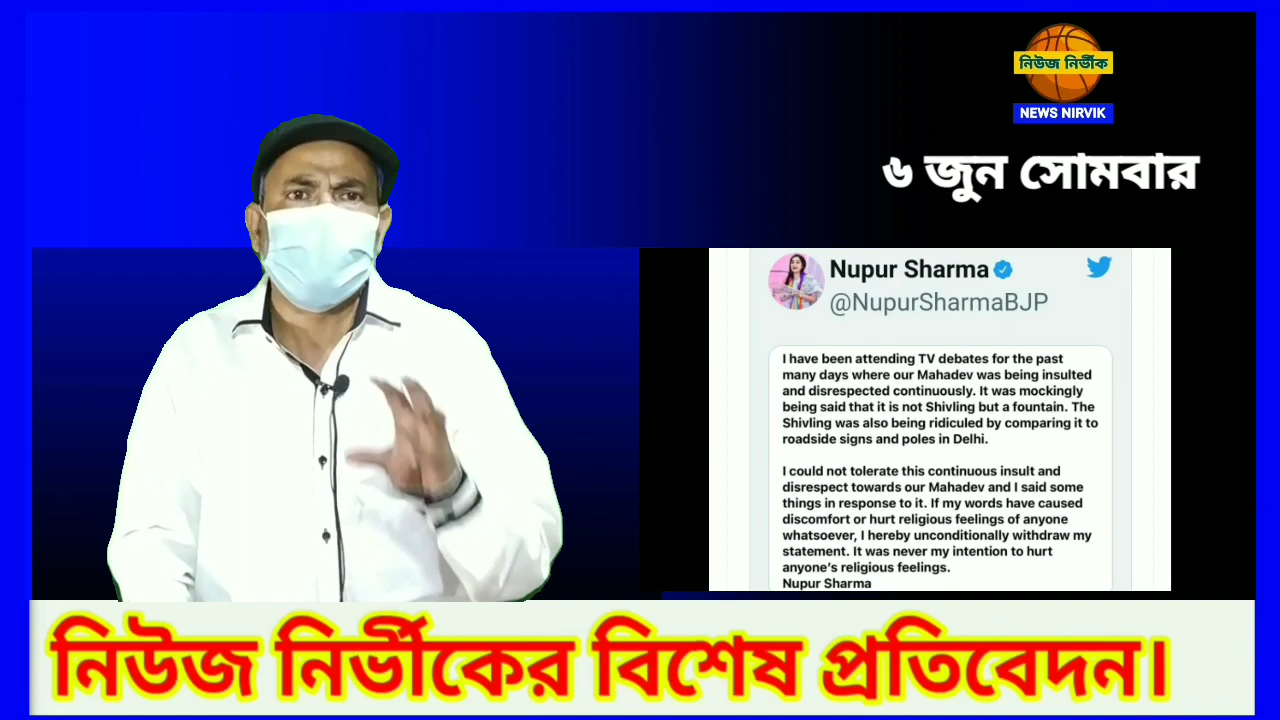 নিউজ নির্ভীক
NEWS NIRVIK
৬ জুন সোমবার
Nupur Sharma
@NupurSharmaBJP
I have been attending TV debates for the past
many days where our Mahadev was being insulted
and disrespected continuously. It was mockingly
being said that it is not Shivling but a fountain. The
Shivling was also being ridiculed by comparing it to
roadside signs and poles in Delhi.
I could not tolerate this continuous insult and
disrespect towards our Mahadev and I said some
things in response to it. If my words have caused
discomfort or hurt religious feelings of anyone
whatsoever, I hereby unconditionally withdraw my
statement. It was never my intention to hurt
anyone's religious feelings.
Nupur Sharma
নিউজ নির্ভীকের বিশেষ প্রতিবেদন।